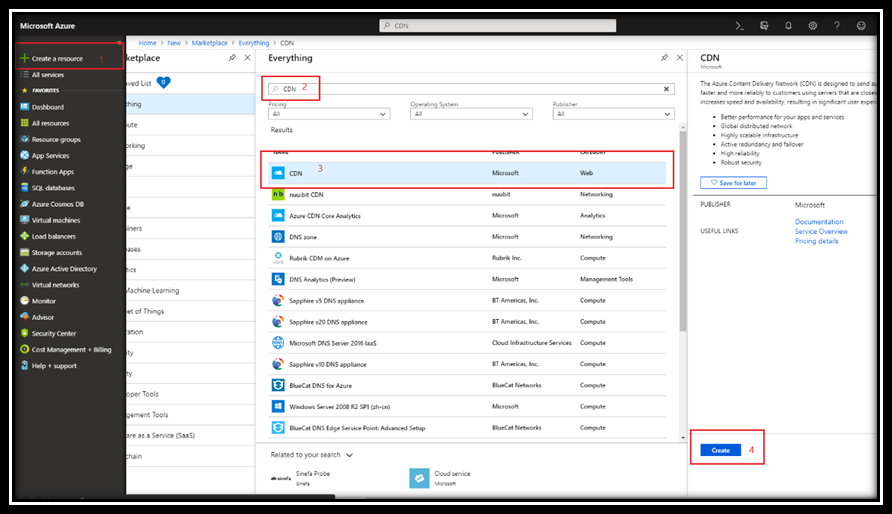 Microsoft Azure
CDN
Home > New > Marketplace > Everything > CDN
Create a resource 1
All services
FAVORITES
Dashboard
All resources
Resource groups
App Services
Function Apps
SQL databases
Azure Cosmos DB
Virtual machines
Load balancers
Storage accounts
Azure Active Directory
Virtual networks
Monitor
Advisor
Security Center
Cost Management + Billing
Help + support
ketplace
aved List 0
thing
ute
orking
ge
e
iners
ases
tics
Machine Learning
et of Things
ration
ity
ity
oper Tools
gement Tools
are as a Service (SaaS)
chain
Everything
CDN 2
Pricing Operating System Publisher
All All All
Results
NAME PUBLISHER CATEGORY
3
CDN Microsoft Web
nuu:bit CDN nuubit Networking
Azure CDN Core Analytics Microsoft Analytics
DNS zone Microsoft Networking
Rubrik CDM on Azure Rubrik Inc. Compute
DNS Analytics (Preview) Microsoft Management Tools
Sapphire v5 DNS appliance BT Americas, Inc. Compute
Sapphire v20 DNS appliance BT Americas, Inc. Compute
Microsoft DNS Server 2016 IaaS Cloud Infrastructure Services Compute
Sapphire v10 DNS appliance BT Americas, Inc. Compute
BlueCat DNS for Azure BlueCat Networks Compute
Windows Server 2008 R2 SP1 (zh-cn) Microsoft Compute
BlueCat DNS Edge Service Point: Advanced Setup BlueCat Networks Compute
Related to your search
Sinefa Probe
Sinefa
Cloud service
Microsoft
CDN
Microsoft
The Azure Content Delivery Network (CDN) is designed to send au
faster and more reliably to customers using servers that are closes
increases speed and availability, resulting in significant user experi
• Better performance for your apps and services
• Global distributed network
• Highly scalable infrastructure
• Active redundancy and failover
• High reliability
• Robust security
Save for later
PUBLISHER Microsoft
USEFUL LINKS
Documentation
Service Overview
Pricing details
Create 4